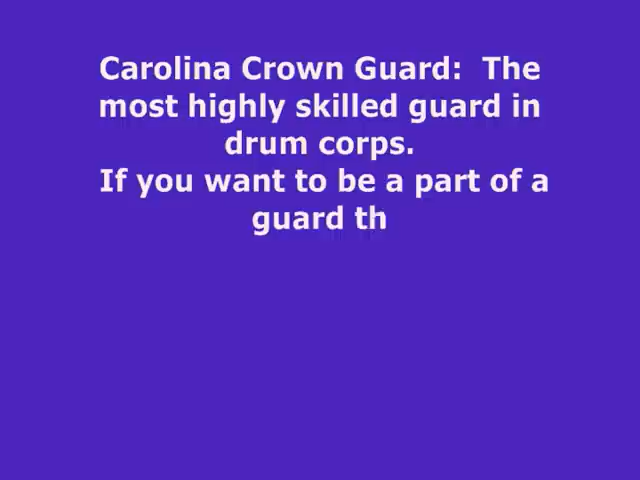 Carolina Crown Guard:  The
most highly skilled guard in
drum corps.
If you want to be a part of a
guard th